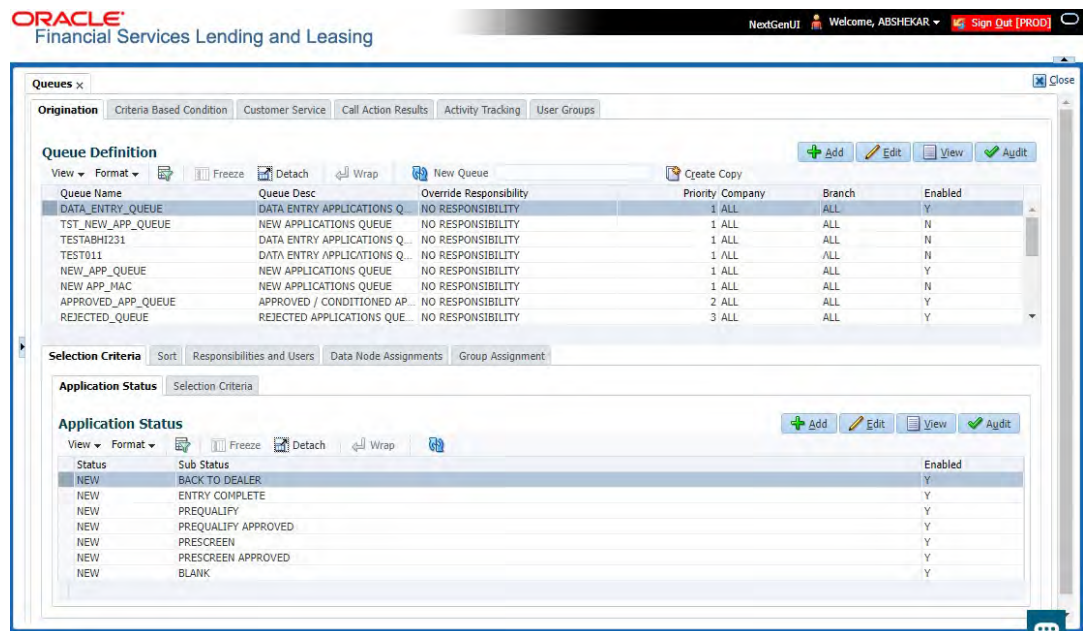 ORACLE
Financial Services Lending and Leasing
NextGenUI Welcome, ABSHEKAR Sign Out [PROD]
Queues x
Close
Origination Criteria Based Condition Customer Service Call Action Results Activity Tracking User Groups
Queue Definition
Add Edit View Audit
View Format Freeze Detach Wrap New Queue Create Copy
Queue Name Queue Desc Override Responsibility Priority Company Branch Enabled
DATA_ENTRY_QUEUE DATA ENTRY APPLICATIONS Q... NO RESPONSIBILITY 1 ALL ALL Y
TST_NEW_APP_QUEUE NEW APPLICATIONS QUEUE NO RESPONSIBILITY 1 ALL ALL N
TESTABHI231 DATA ENTRY APPLICATIONS Q... NO RESPONSIBILITY 1 ALL ALL N
TEST011 DATA ENTRY APPLICATIONS Q... NO RESPONSIBILITY 1 ALL ALL N
NEW_APP_QUEUE NEW APPLICATIONS QUEUE NO RESPONSIBILITY 1 ALL ALL Y
NEW APP_MAC NEW APPLICATIONS QUEUE NO RESPONSIBILITY 1 ALL ALL N
APPROVED_APP_QUEUE APPROVED / CONDITIONED AP... NO RESPONSIBILITY 2 ALL ALL Y
REJECTED_QUEUE REJECTED APPLICATIONS QUE... NO RESPONSIBILITY 3 ALL ALL Y
Selection Criteria Sort Responsibilities and Users Data Node Assignments Group Assignment
Application Status Selection Criteria
Application Status
Add Edit View Audit
View Format Freeze Detach Wrap
Status Sub Status Enabled
NEW BACK TO DEALER Y
NEW ENTRY COMPLETE Y
NEW PREQUALIFY Y
NEW PREQUALIFY APPROVED Y
NEW PRESCREEN Y
NEW PRESCREEN APPROVED Y
NEW BLANK Y